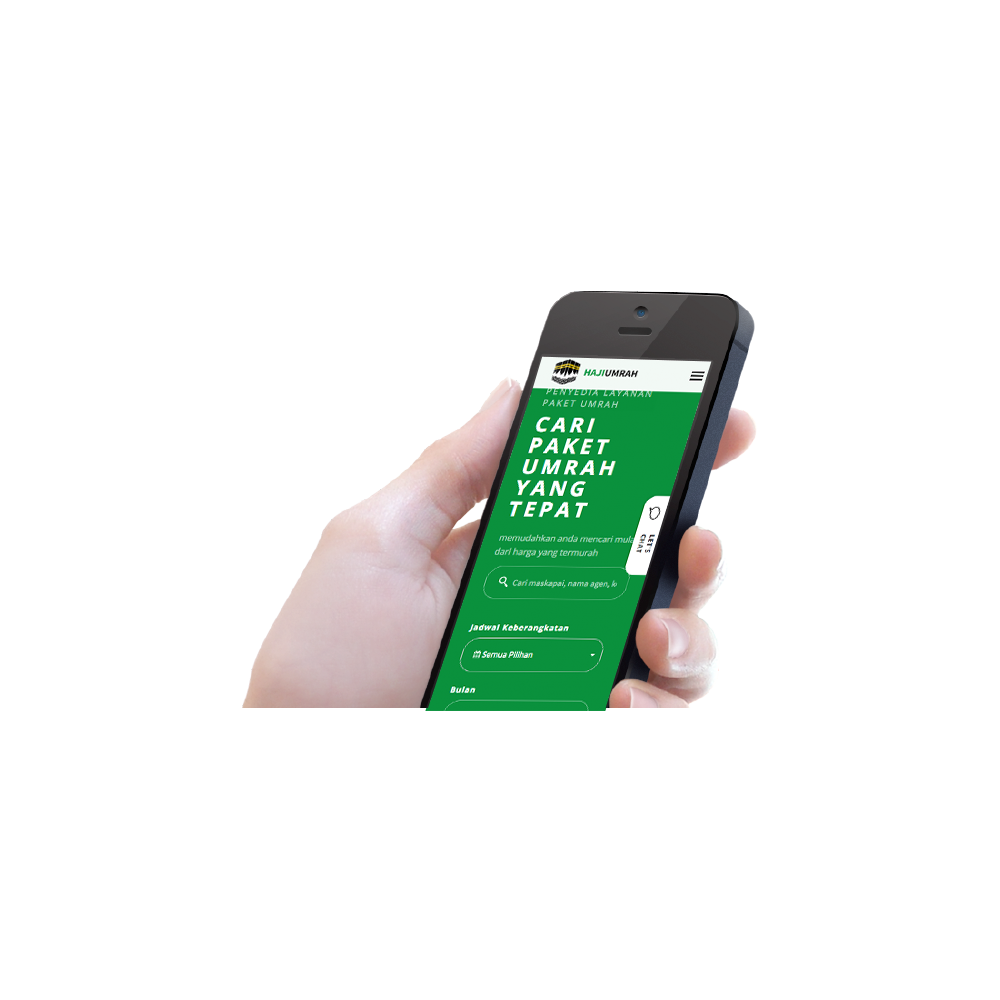 HAJIUMRAH
PENYEDIA LAYANAN
PAKET UMRAH
CARI
PAKET
UMRAH
YANG
TEPAT
memudahkan anda mencari mula
dari harga yang termurah
LET'S
CHAT
Cari maskapai, nama agen,
Jadwal Keberangkatan
Semua Pilihan
Bulan